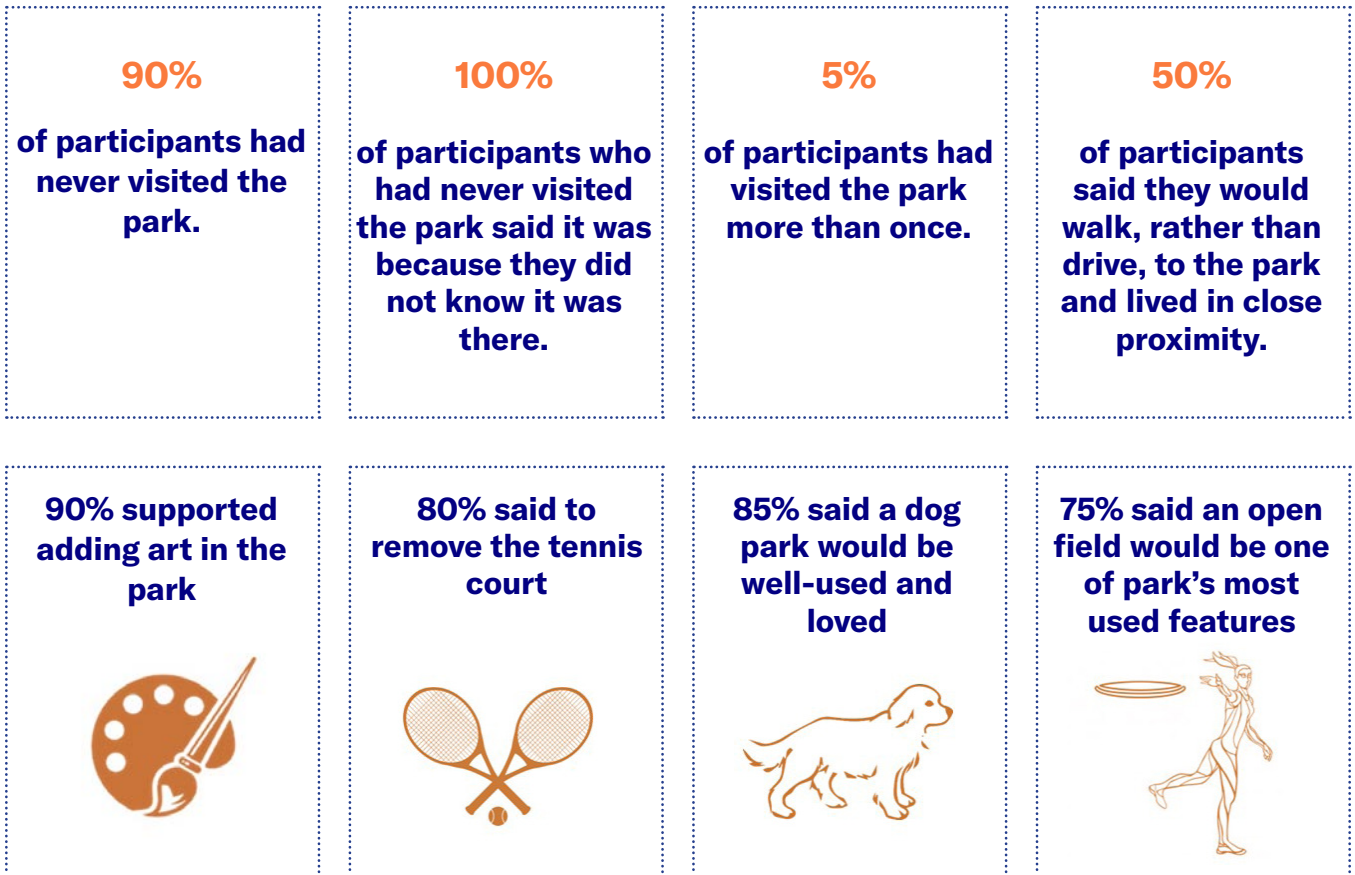 90%
of participants had
never visited the
park.
100%
of participants who
had never visited
the park said it was
because they did
not know it was
there.
5%
of participants had
visited the park
more than once.
50%
of participants
said they would
walk, rather than
drive, to the park
and lived in close
proximity.
90% supported
adding art in the
park
80% said to
remove the tennis
court
85% said a dog
park would be
well-used and
loved
75% said an open
field would be one
of park’s most
used features